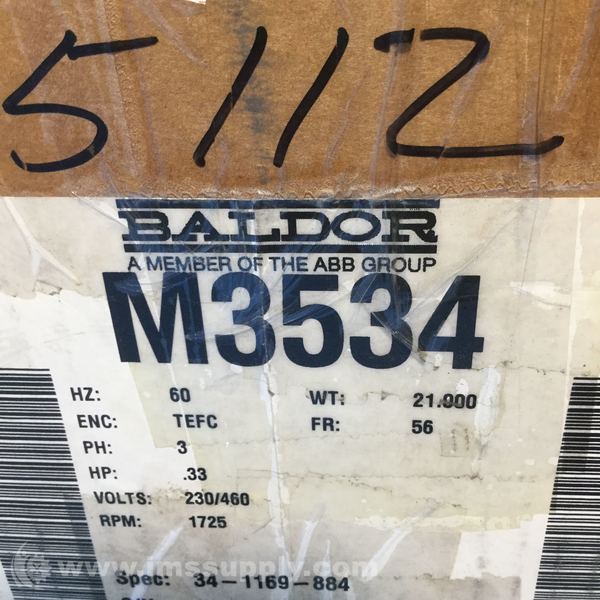 5112
BALDOR
A MEMBER OF THE ABB GROUP
M3534
HZ: 60 WT: 21.000
ENC: TEFC FR: 56
PH: 3
HP: .33
VOLTS: 230/460
RPM: 1725
www.imssupply.com
Spec: 34-1169-884